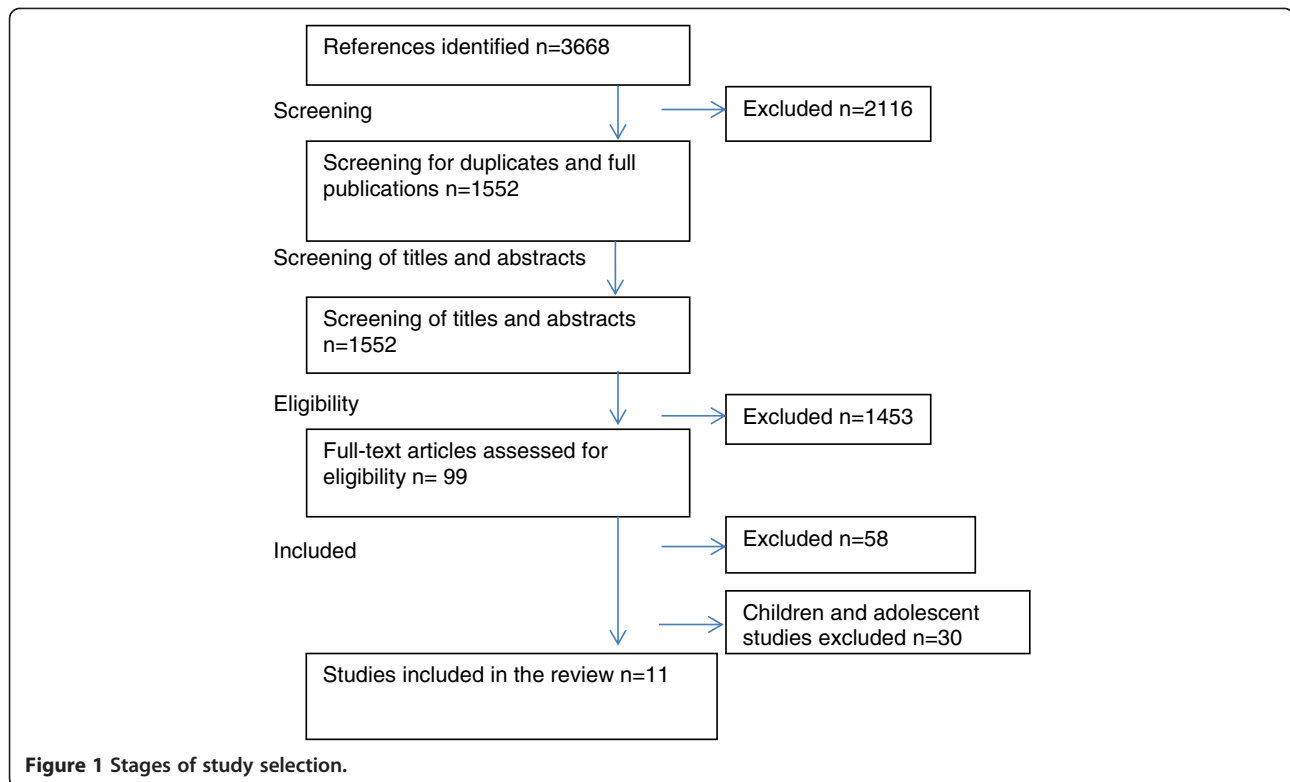 References identified n=3668
Screening
Excluded n=2116
Screening for duplicates and full
publications n=1552
Screening of titles and abstracts
Screening of titles and abstracts
n=1552
Eligibility
Excluded n=1453
Full-text articles assessed for
eligibility n= 99
Included
Excluded n=58
Children and adolescent
studies excluded n=30
Studies included in the review n=11
Figure 1 Stages of study selection.